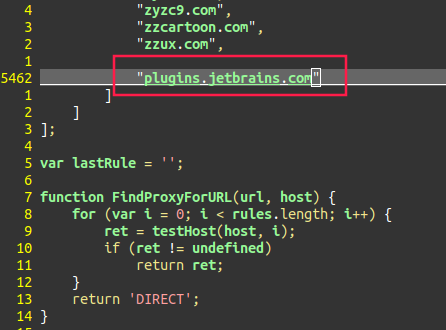 4 "zyzc9.com",
3 "zzcartoon.com",
2 "zzux.com",
1
5462 "plugins.jetbrains.com"
1 ]
2 ]
3 ];
4
5 var lastRule = '';
6
7 function FindProxyForURL(url, host) {
8 for (var i = 0; i < rules.length; i++) {
9 ret = testHost(host, i);
10 if (ret != undefined)
11 return ret;
12 }
13 return 'DIRECT';
14 }